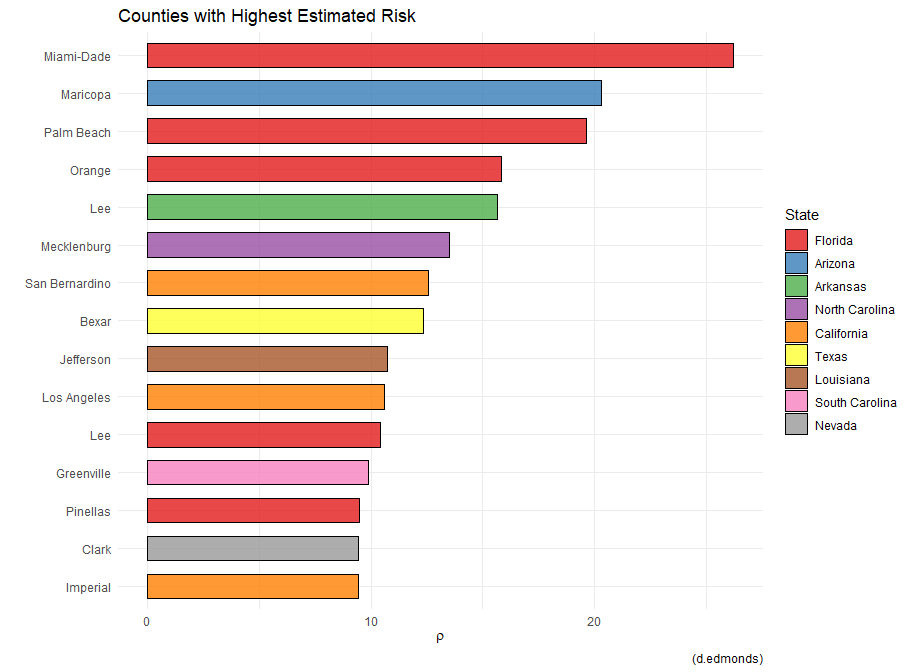 Counties with Highest Estimated Risk
Miami-Dade
Maricopa
Palm Beach
Orange
Lee
Mecklenburg
San Bernardino
Bexar
Jefferson
Los Angeles
Lee
Greenville
Pinellas
Clark
Imperial
0 10 20
ρ
(d.edmonds)
State
Florida
Arizona
Arkansas
North Carolina
California
Texas
Louisiana
South Carolina
Nevada